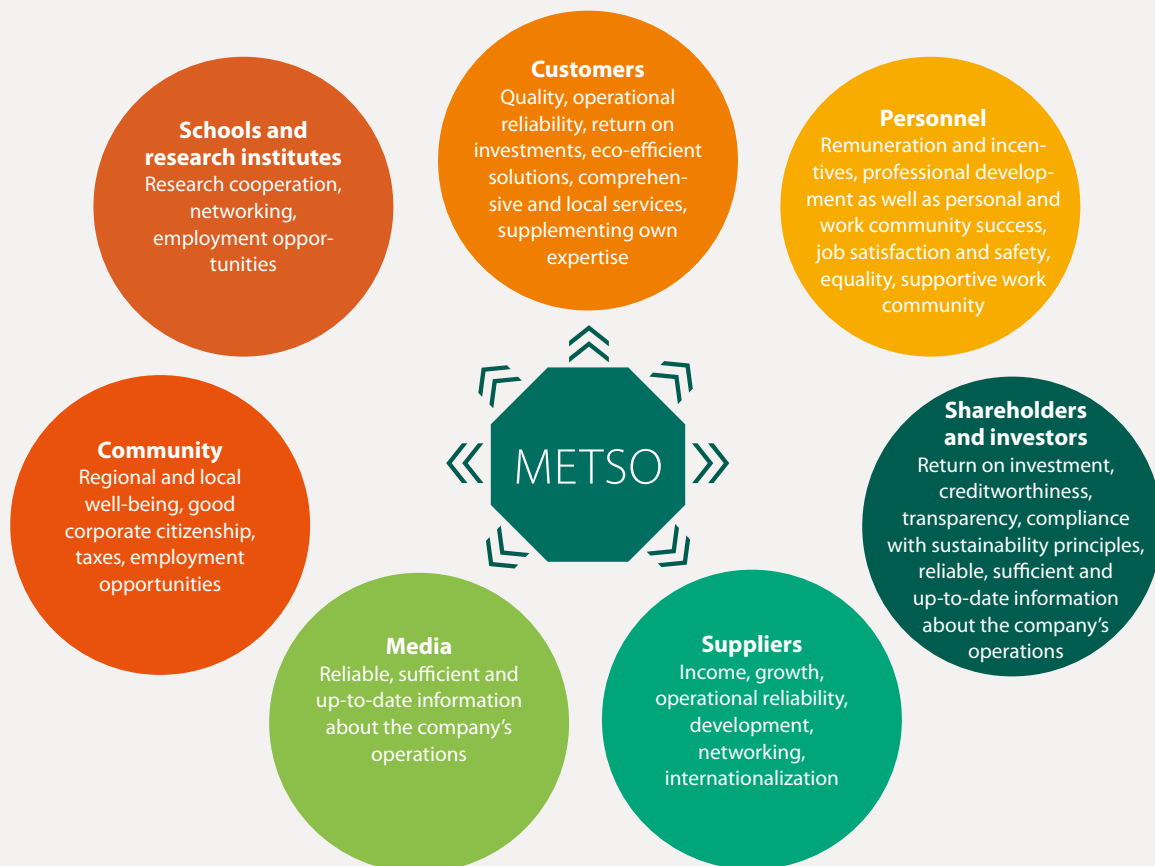 Customers
Quality, operational
reliability, return on
investments, eco-efficient
solutions, comprehen-
sive and local services,
supplementing own
expertise
Schools and
research institutes
Research cooperation,
networking,
employment oppor-
tunities
Personnel
Remuneration and incen-
tives, professional develop-
ment as well as personal and
work community success,
job satisfaction and safety,
equality, supportive work
community
Community
Regional and local
well-being, good
corporate citizenship,
taxes, employment
opportunities
METSO
Shareholders
and investors
Return on investment,
creditworthiness,
transparency, compliance
with sustainability principles,
reliable, sufficient and
up-to-date information
about the company’s
operations
Media
Reliable, sufficient and
up-to-date information
about the company’s
operations
Suppliers
Income, growth,
operational reliability,
development,
networking,
internationalization